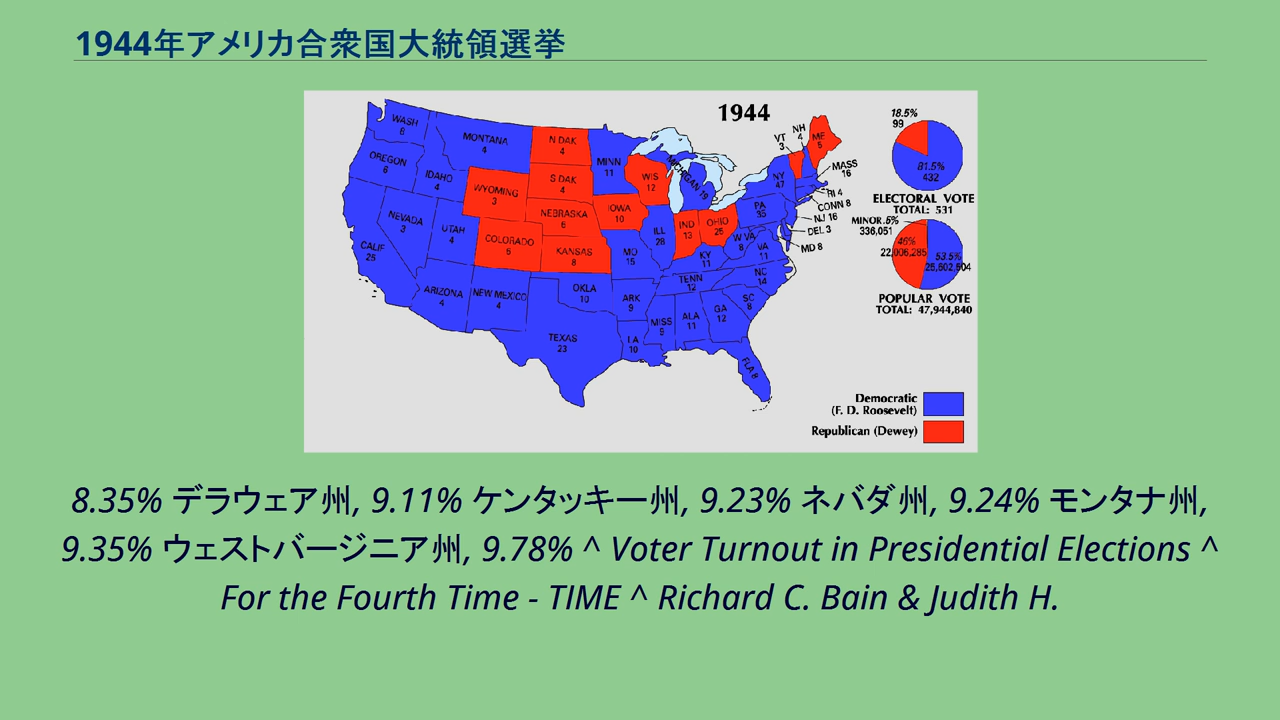 1944年アメリカ合衆国大統領選挙
1944
WASH
6
OREGON
6
CALIF
25
NEVADA
3
IDAHO
4
MONTANA
4
WYOMING
3
UTAH
4
ARIZONA
4
COLORADO
6
NEW MEXICO
4
N DAK
4
S DAK
4
NEBRASKA
6
KANSAS
8
OKLA
10
TEXAS
23
MINN
11
IOWA
10
MO
15
ARK
9
LA
10
WIS
12
ILL
28
MICHIGAN 19
IND
13
OHIO
25
KY
11
TENN
12
MISS
9
ALA
11
GA
12
FLA 8
SC
8
NC
14
VA
11
W VA
8
PA
35
NY
47
VT
3
NH
4
ME
5
MASS
16
RI 4
CONN 8
NJ 16
DEL 3
MD 8
18.5%
99
81.5%
432
ELECTORAL VOTE
TOTAL: 531
MINOR .5%
336,051
46%
22,006,285
53.5%
25,602,504
POPULAR VOTE
TOTAL: 47,944,840
Democratic
(F. D. Roosevelt)
Republican (Dewey)
8.35% デラウェア州, 9.11% ケンタッキー州, 9.23% ネバダ州, 9.24% モンタナ州,
9.35% ウェストバージニア州, 9.78% ^ Voter Turnout in Presidential Elections ^
For the Fourth Time - TIME ^ Richard C. Bain & Judith H.